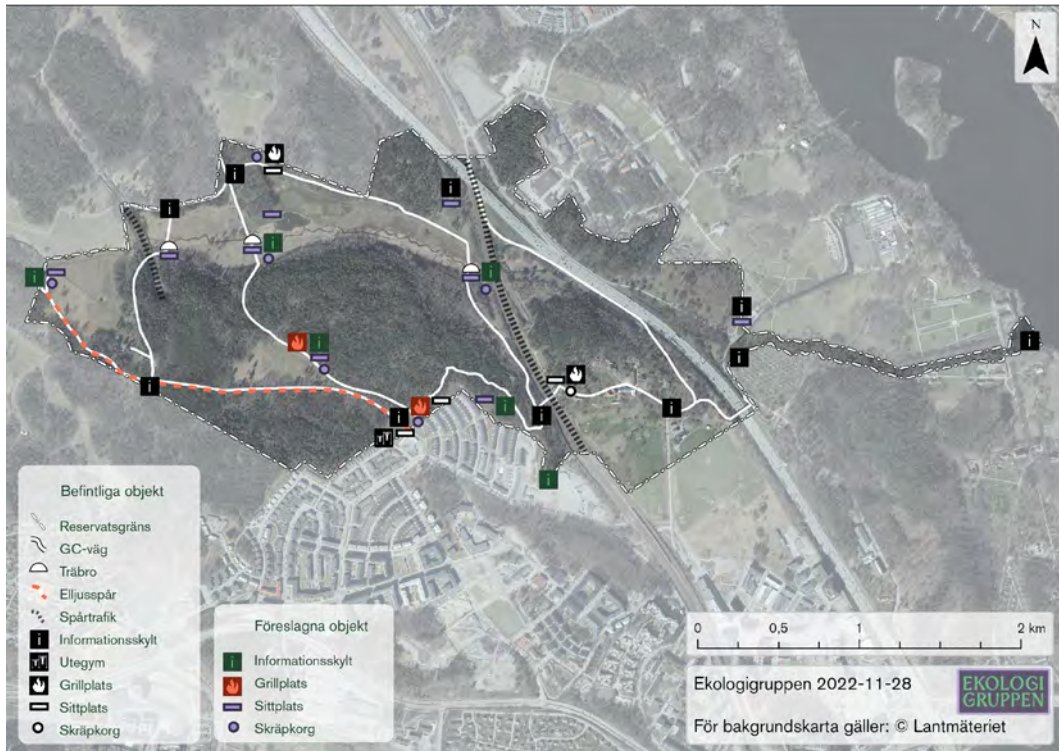 N
Befintliga objekt
Reservatsgräns
GC-väg
Träbro
Elljusspår
Spårtrafik
Informationsskylt
Utegym
Grillplats
Sittplats
Skräpkorg
Föreslagna objekt
Informationsskylt
Grillplats
Sittplats
Skräpkorg
0 0,5 1 2 km
Ekologigruppen 2022-11-28
EKOLOGI
GRUPPEN
För bakgrundskarta gäller: © Lantmäteriet